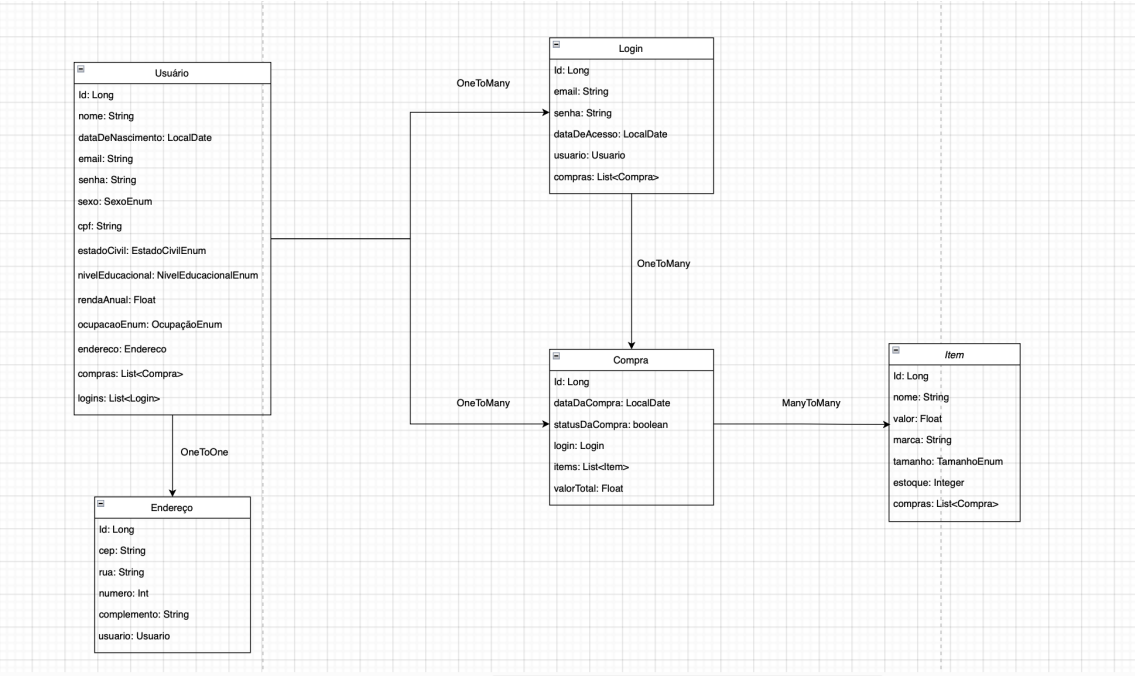 Usuário
Id: Long
nome: String
dataDeNascimento: LocalDate
email: String
senha: String
sexo: SexoEnum
cpf: String
estadoCivil: EstadoCivilEnum
nivelEducacional: NivelEducacionalEnum
rendaAnual: Float
ocupacaoEnum: OcupaçãoEnum
endereco: Endereco
compras: List<Compra>
logins: List<Login>
OneToOne
Endereço
Id: Long
cep: String
rua: String
numero: Int
complemento: String
usuario: Usuario
OneToMany
Login
Id: Long
email: String
senha: String
dataDeAcesso: LocalDate
usuario: Usuario
compras: List<Compra>
OneToMany
OneToMany
Compra
Id: Long
dataDaCompra: LocalDate
statusDaCompra: boolean
login: Login
items: List<Item>
valorTotal: Float
ManyToMany
Item
Id: Long
nome: String
valor: Float
marca: String
tamanho: TamanhoEnum
estoque: Integer
compras: List<Compra>